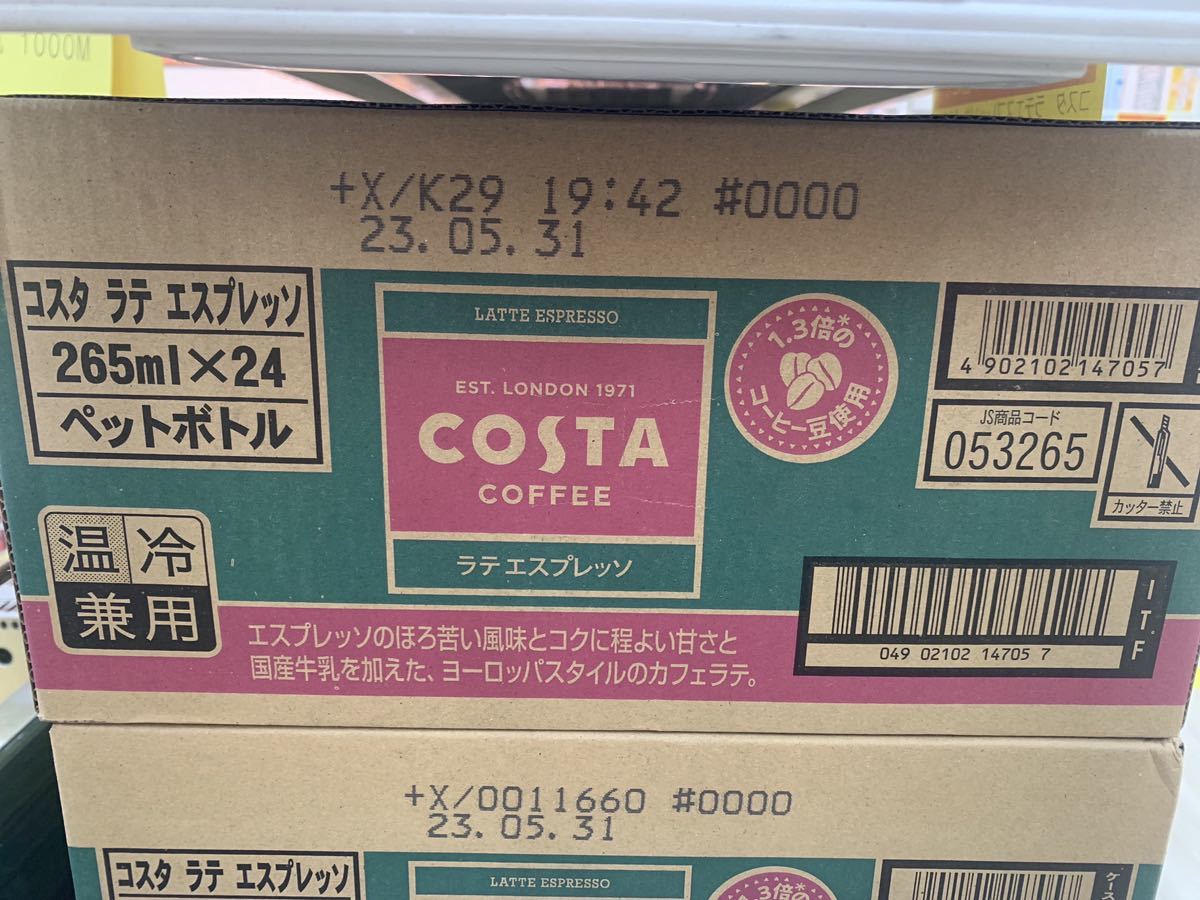 +X/K29 19:42 #0000
23.05.31
コスタ ラテ エスプレッソ
265ml×24
ペットボトル
温 冷
兼用
LATTE ESPRESSO
EST. LONDON 1971
COSTA
COFFEE
ラテ エスプレッソ
1.3倍の*
コーヒー豆使用
4 902102 147057
JS商品コード
053265
カッター禁止
049 02102 14705 7
ITF
エスプレッソのほろ苦い風味とコクに程よい甘さと
国産牛乳を加えた、ヨーロッパスタイルのカフェラテ。
+X/0011660 #0000
23.05.31
コスタ ラテ エスプレッソ
LATTE ESPRESSO
1.3倍の*
ケース